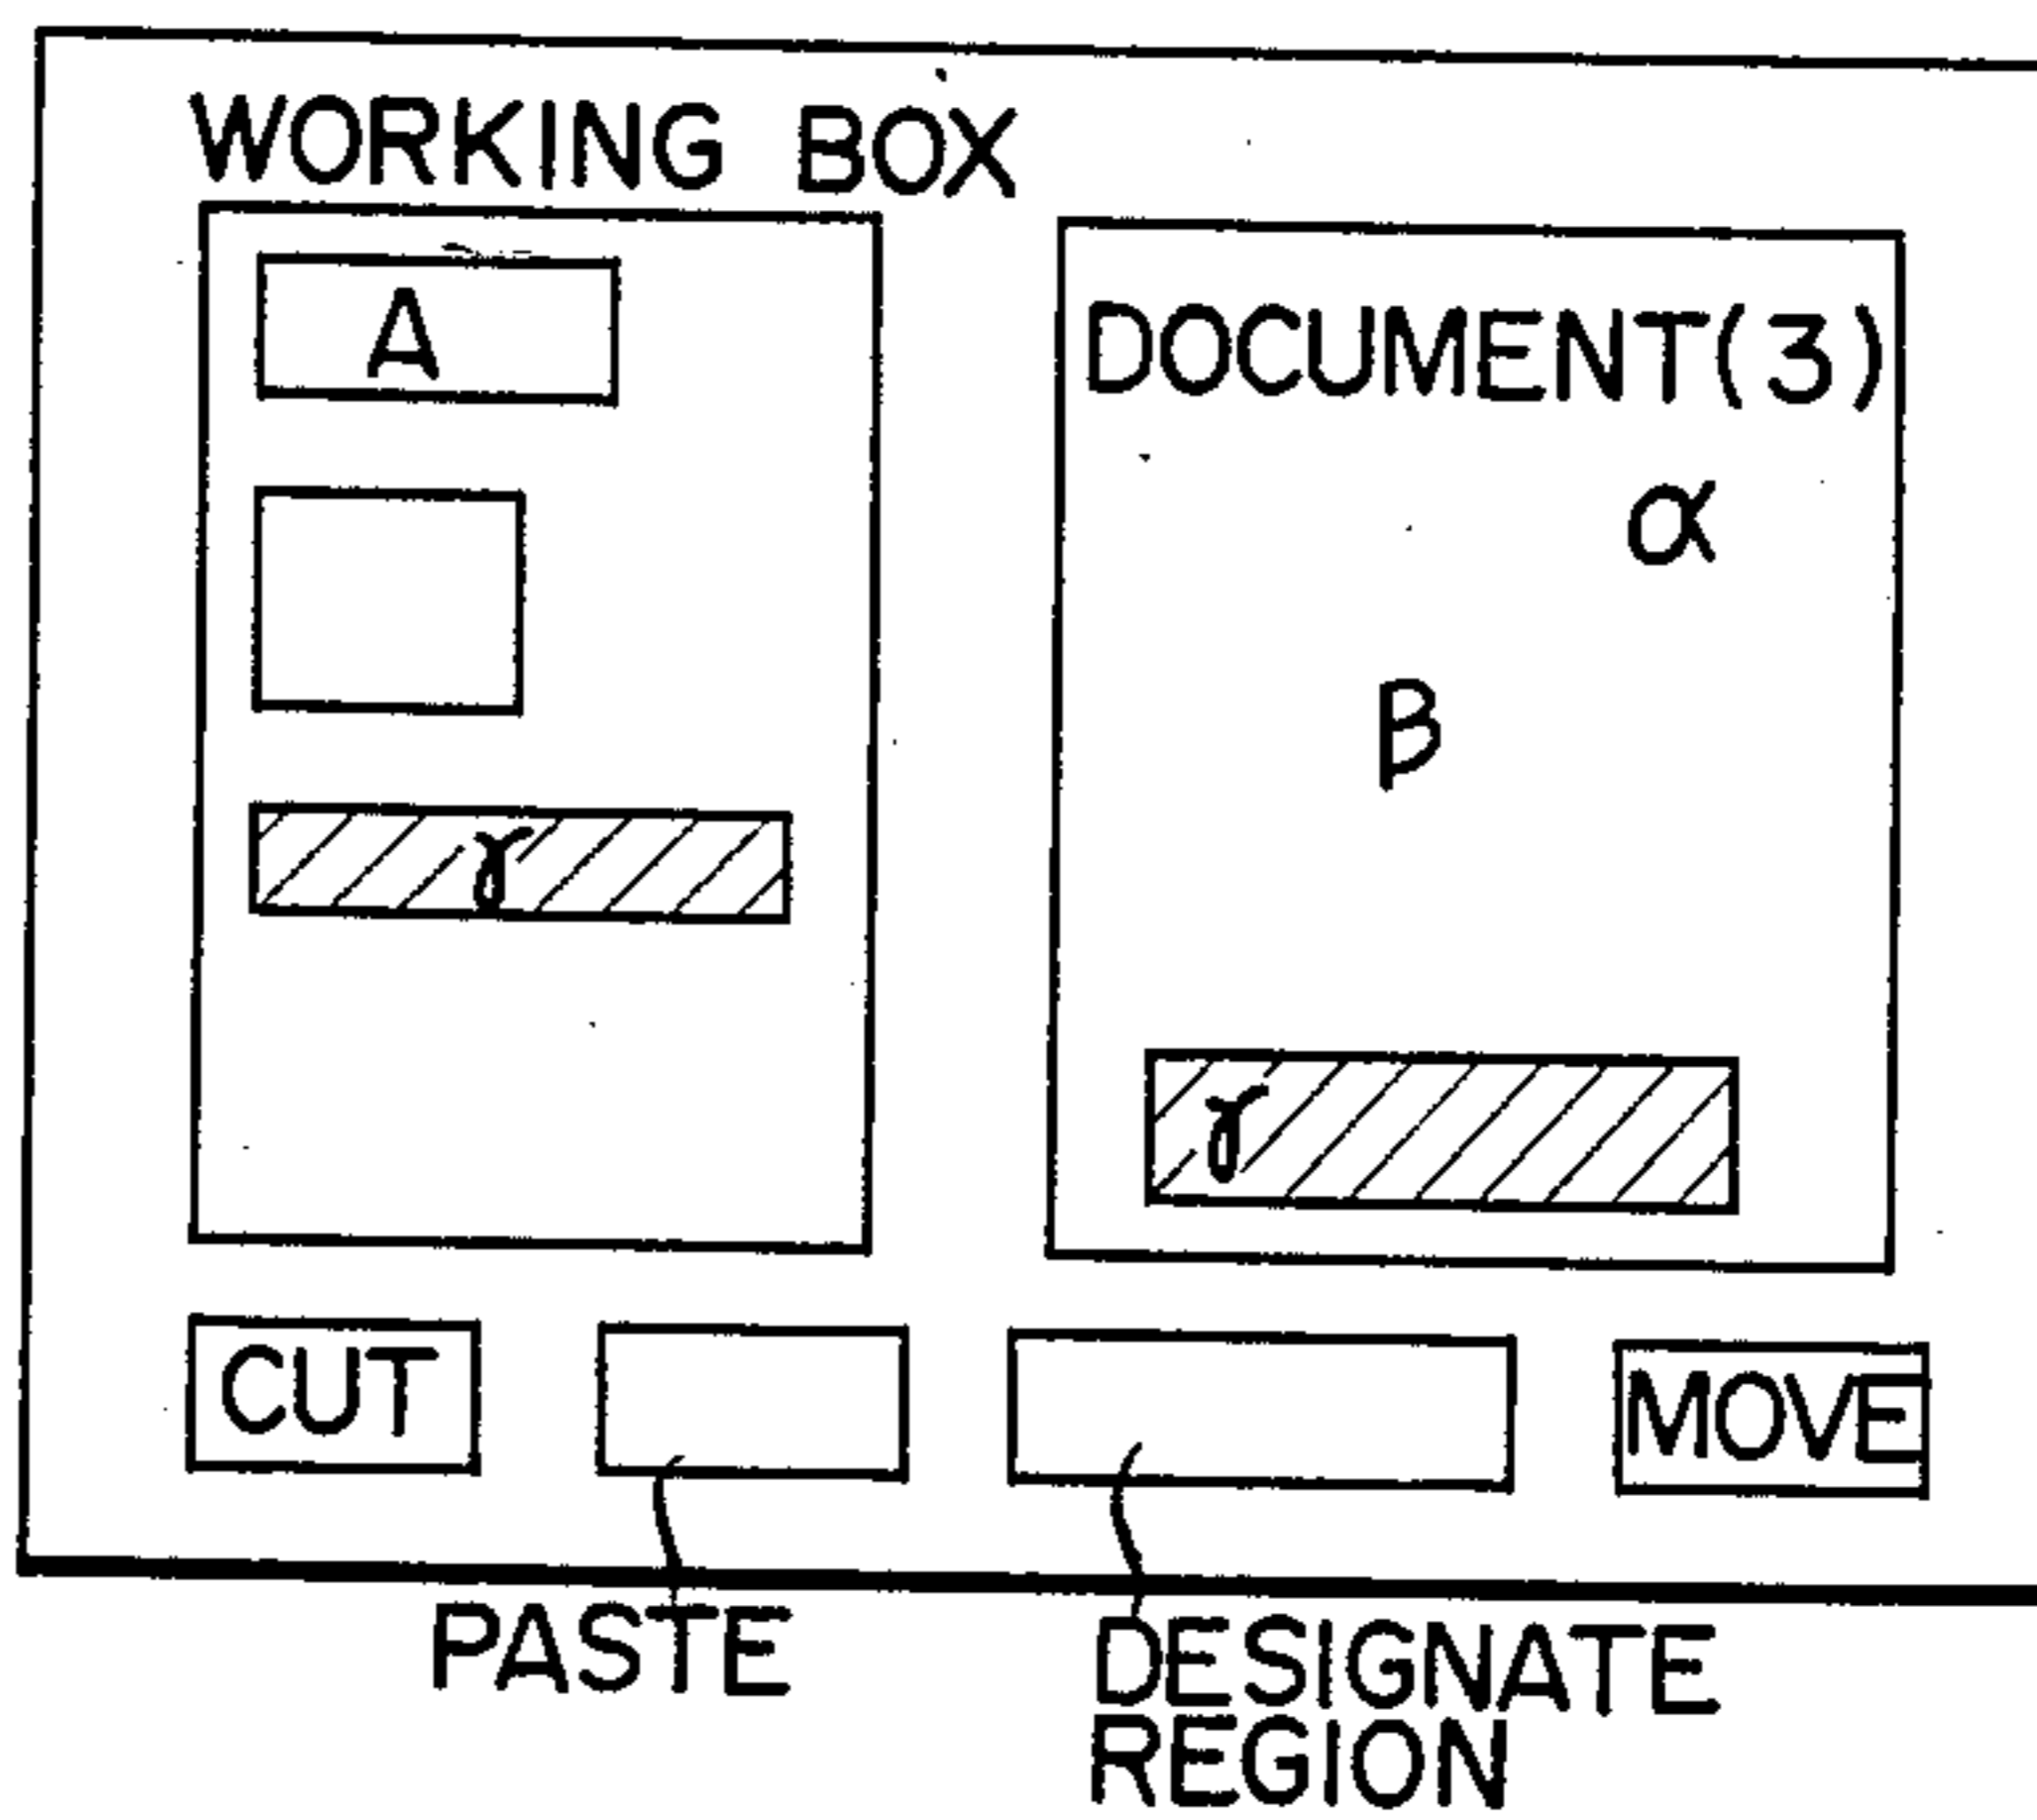 WORKING BOX
A
γ
DOCUMENT(3)
α
β
γ
CUT
MOVE
PASTE
DESIGNATE
REGION